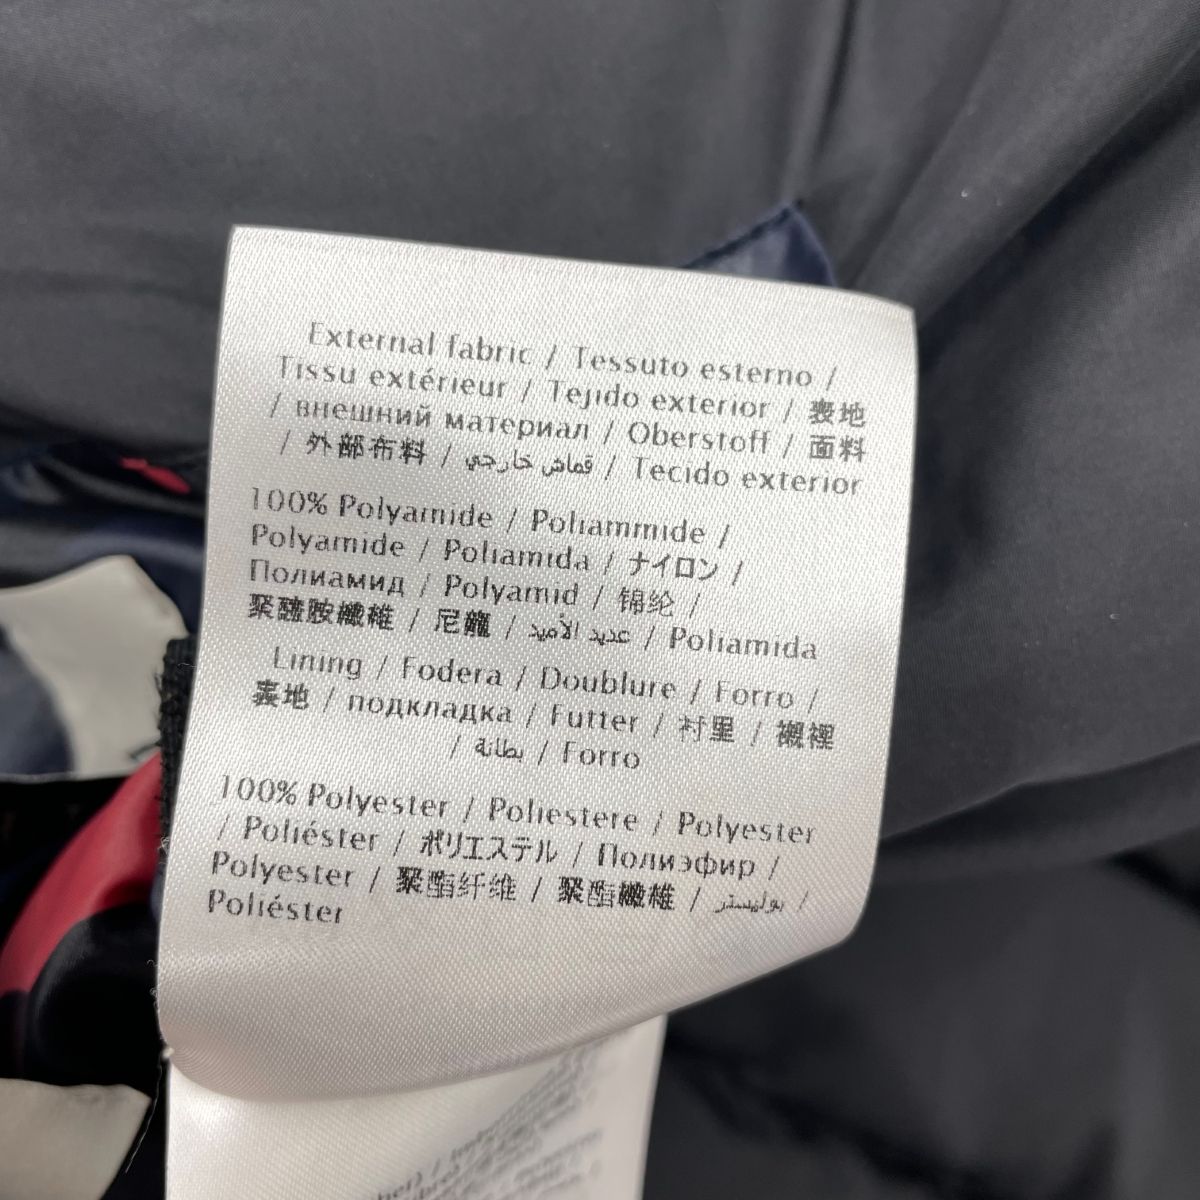 External fabric / Tessuto esterno /
Tissu extérieur / Tejido exterior / 表地
/ внешний материал / Oberstoff / 面料
/ 外部布料 / قماش خارجي / Tecido exterior
100% Polyamide / Poliammide /
Polyamide / Poliamida / ナイロン /
Полиамид / Polyamid / 锦纶 /
聚醯胺纖維 / 尼龍 / عديد الأميد / Poliamida
Lining / Fodera / Doublure / Forro /
裏地 / подкладка / Futter / 衬里 / 襯裡
/ بطانة / Forro
100% Polyester / Poliestere / Polyester
/ Poliéster / ポリエステル / Полиэфир /
Polyester / 聚酯纤维 / 聚酯纖維 / بوليستر /
Poliéster